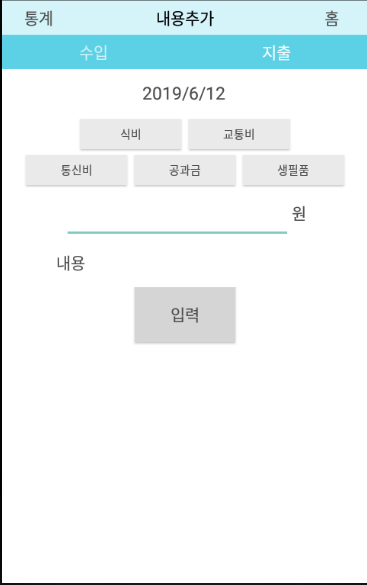 통계 내용추가 홈
수입 지출
2019/6/12
식비 교통비
통신비 공과금 생필품
원
내용
입력